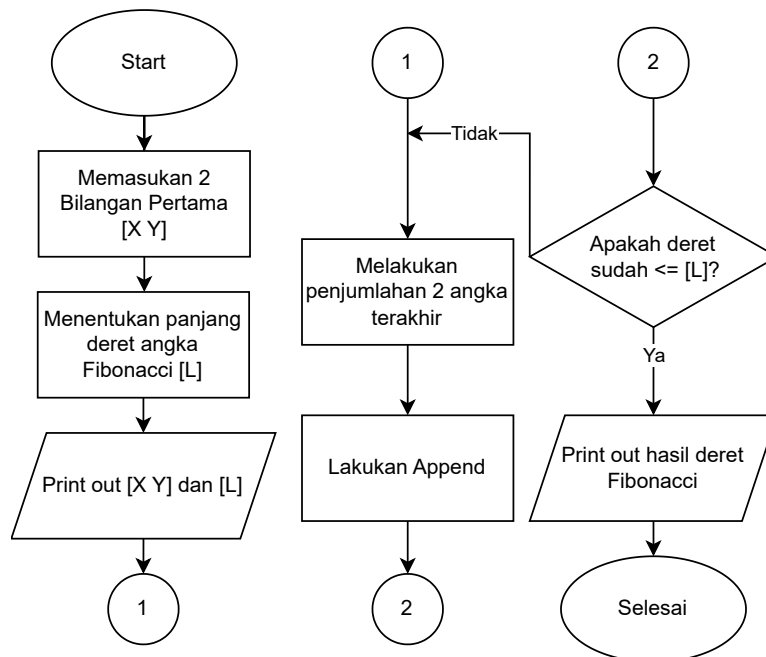 Start
Memasukan 2
Bilangan Pertama
[X Y]
Menentukan panjang
deret angka
Fibonacci [L]
Print out [X Y] dan [L]
1
1
Melakukan
penjumlahan 2 angka
terakhir
Lakukan Append
2
2
Tidak
Apakah deret
sudah <= [L]?
Ya
Print out hasil deret
Fibonacci
Selesai